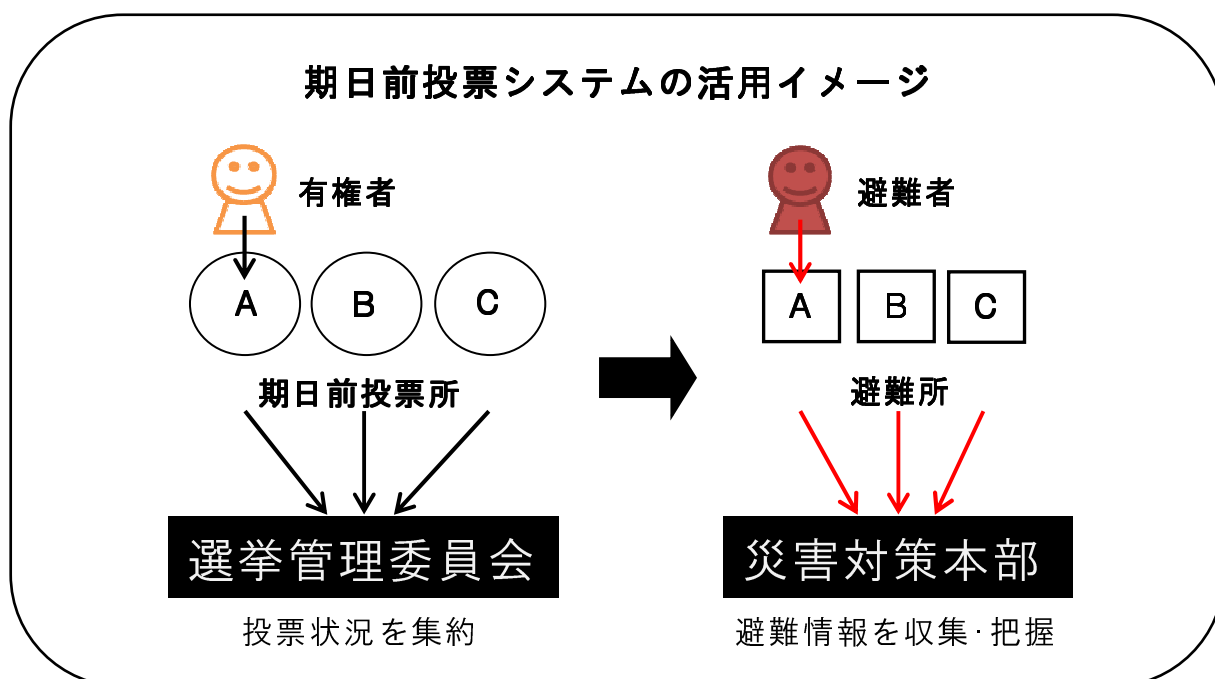 期日前投票システムの活用イメージ
有権者
A B C
期日前投票所
選挙管理委員会
投票状況を集約
避難者
A B C
避難所
災害対策本部
避難情報を収集・把握